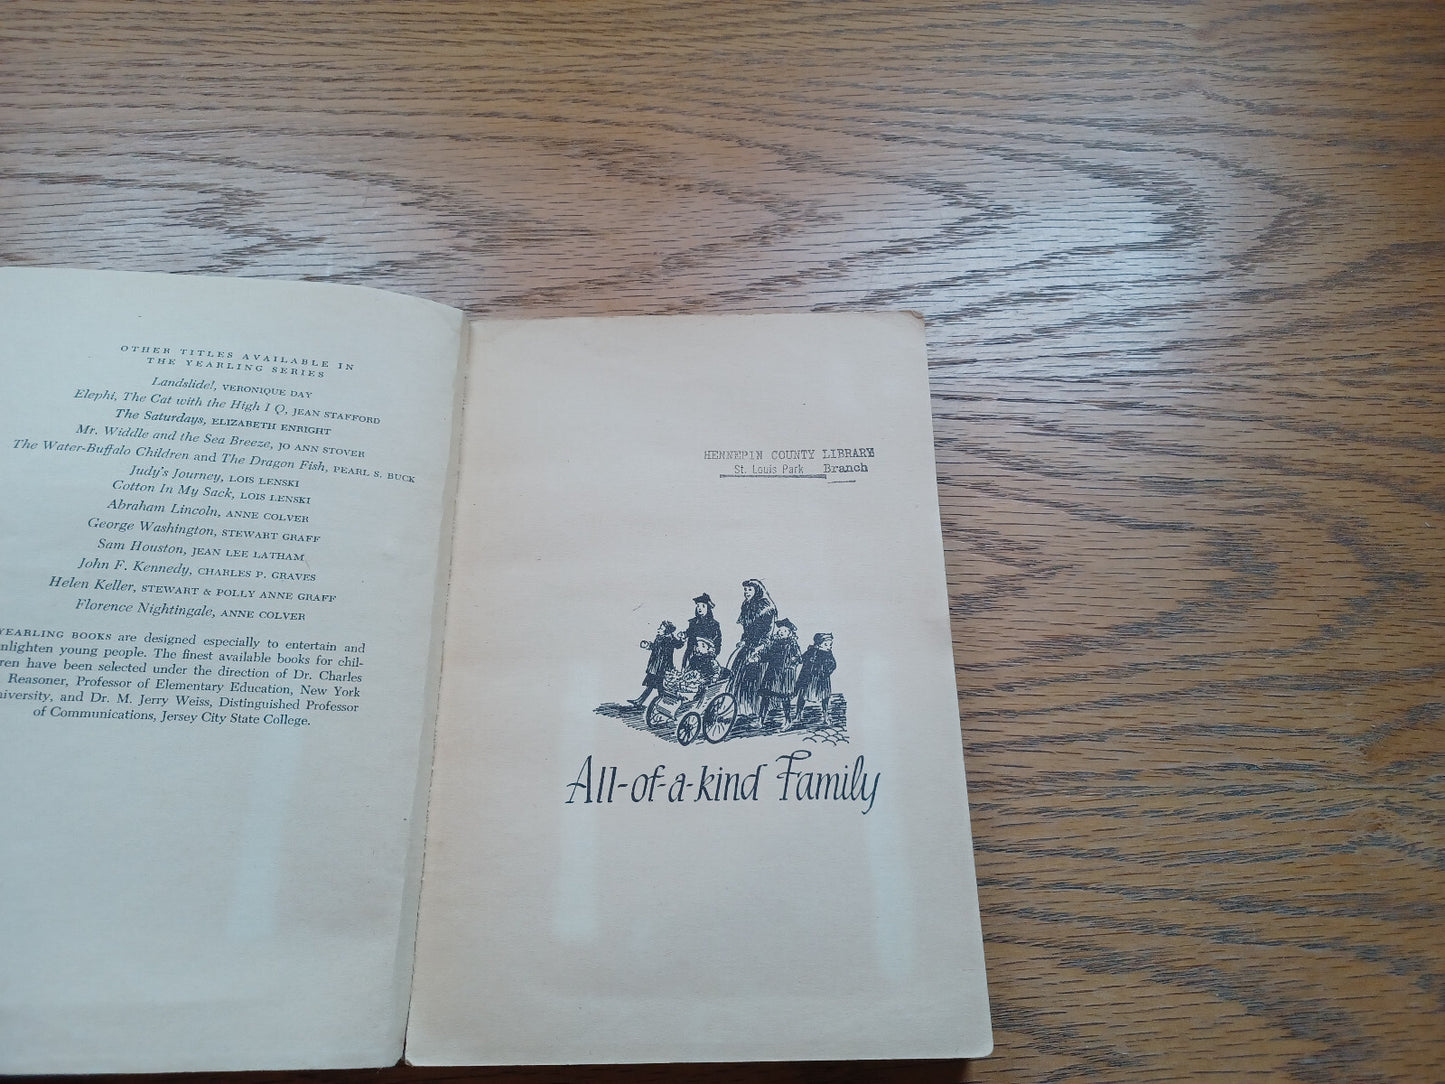 OTHER TITLES AVAILABLE IN
THE YEARLING SERIES
Landslide!, VERONIQUE DAY
Elephi, The Cat with the High I Q, JEAN STAFFORD
The Saturdays, ELIZABETH ENRIGHT
Mr. Widdle and the Sea Breeze, JO ANN STOVER
The Water-Buffalo Children and The Dragon Fish, PEARL S. BUCK
Judy's Journey, LOIS LENSKI
Cotton In My Sack, LOIS LENSKI
Abraham Lincoln, ANNE COLVER
George Washington, STEWART GRAFF
Sam Houston, JEAN LEE LATHAM
John F. Kennedy, CHARLES P. GRAVES
Helen Keller, STEWART & POLLY ANNE GRAFF
Florence Nightingale, ANNE COLVER
YEARLING BOOKS are designed especially to entertain and
nlighten young people. The finest available books for chil-
ren have been selected under the direction of Dr. Charles
Reasoner, Professor of Elementary Education, New York
niversity, and Dr. M. Jerry Weiss, Distinguished Professor
of Communications, Jersey City State College.
HENNEPIN COUNTY LIBRARY
St. Louis Park Branch
All-of-a-kind Family